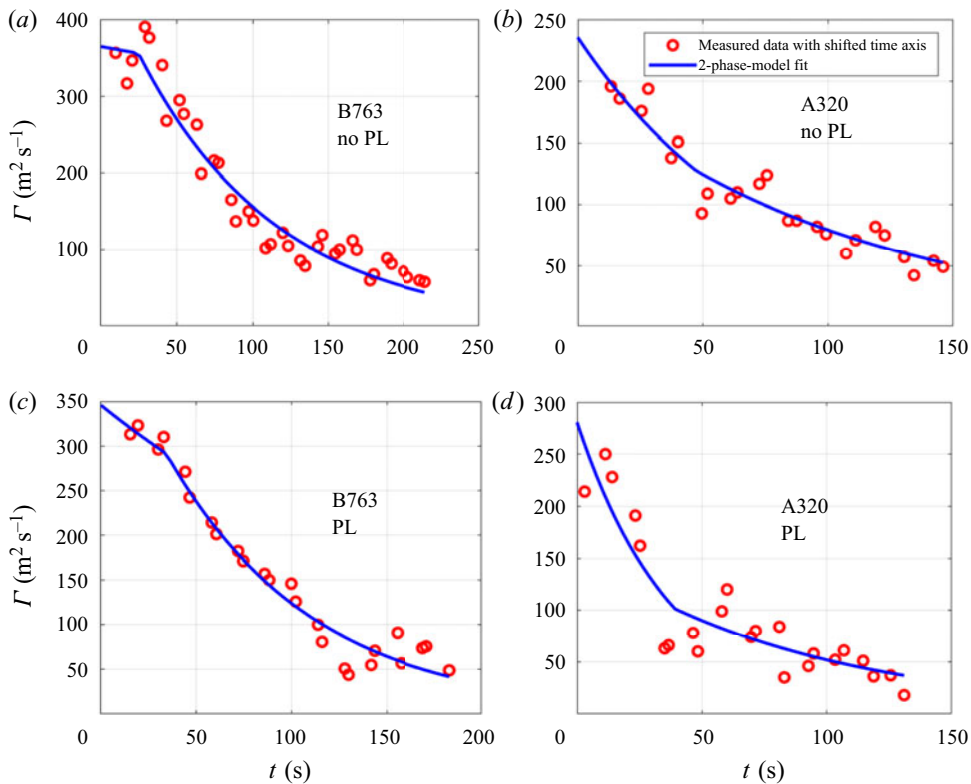 (a)
400
300
200
100
0
50
100
150
200
250
Γ (m² s⁻¹)
B763
no PL
(b)
250
200
150
100
50
0
50
100
150
Measured data with shifted time axis
2-phase-model fit
A320
no PL
(c)
350
300
250
200
150
100
50
0
50
100
150
200
Γ (m² s⁻¹)
t (s)
B763
PL
(d)
300
250
200
150
100
50
0
50
100
150
t (s)
A320
PL